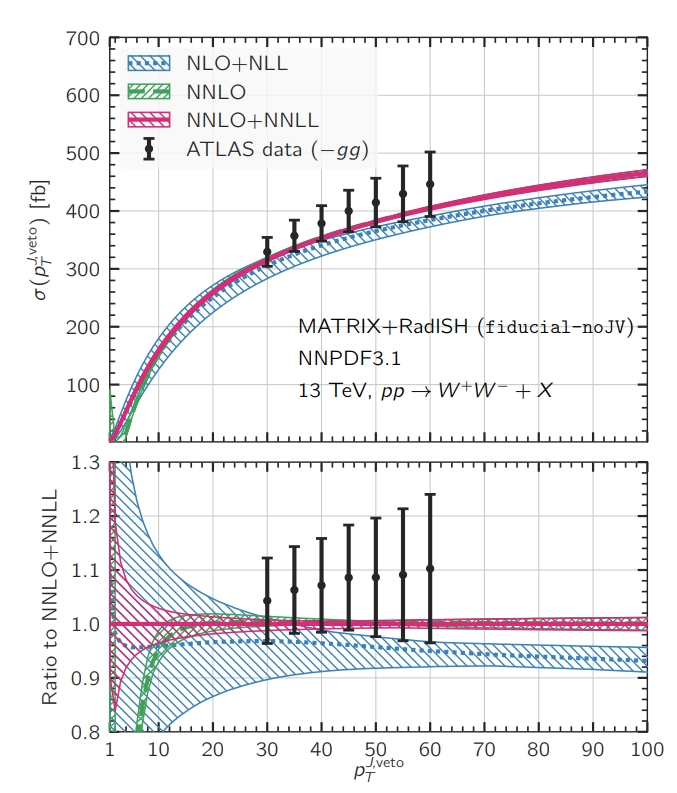 700
600
500
400
300
200
100
σ(p_T^{J,veto}) [fb]
NLO+NLL
NNLO
NNLO+NNLL
ATLAS data (−gg)
MATRIX+RadISH (fiducial-noJV)
NNPDF3.1
13 TeV, pp → W⁺W⁻ + X
1.3
1.2
1.1
1.0
0.9
0.8
Ratio to NNLO+NNLL
1 10 20 30 40 50 60 70 80 90 100
p_T^{J,veto}